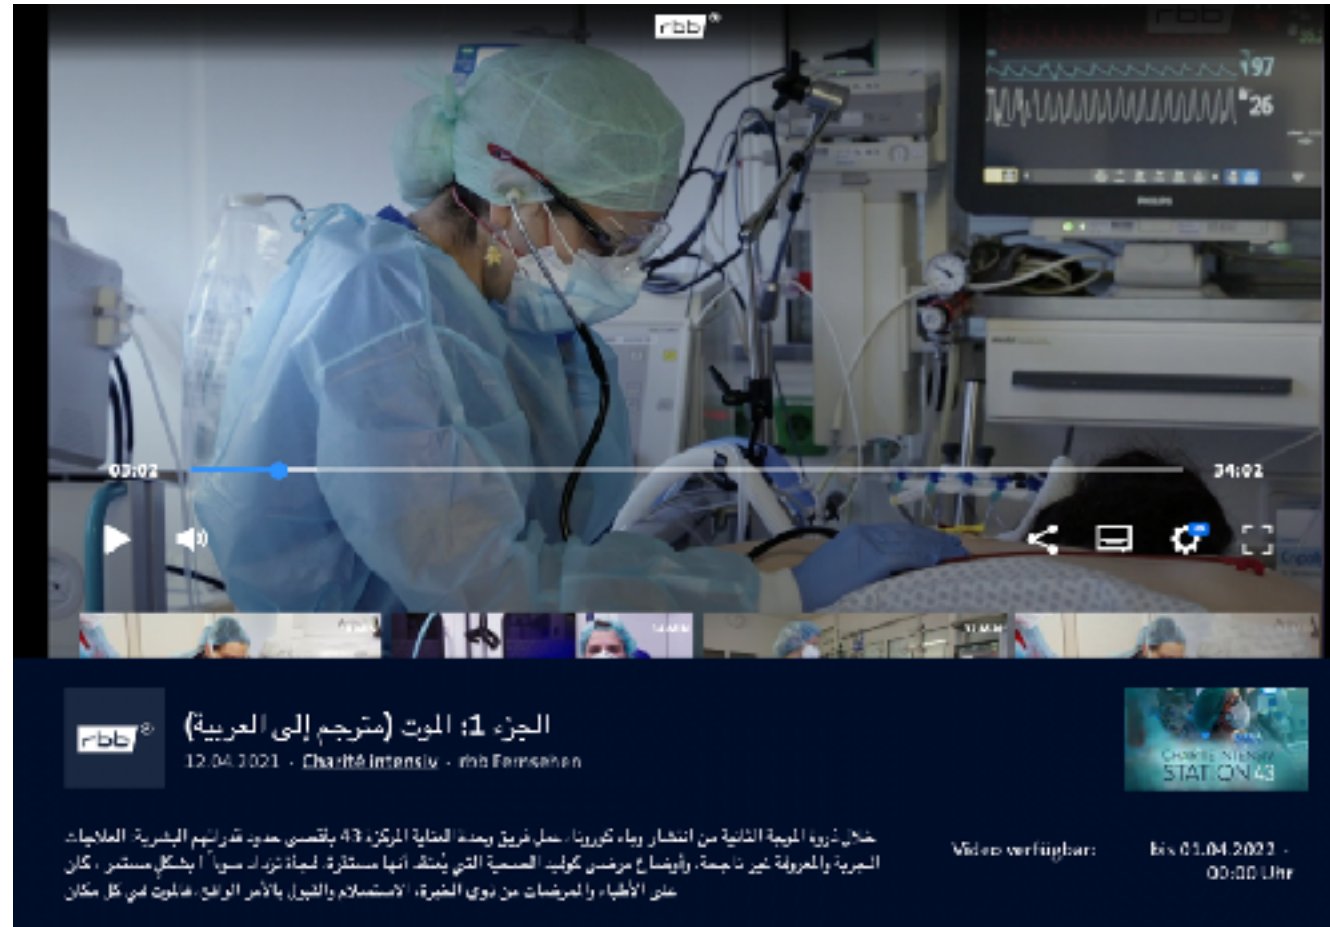 rbb
rbb
197
26
PHILIPS
03:02
34:02
rbb
الجزء 1: الموت (مترجم إلى العربية)
12.04.2021 · Charité intensiv · rbb Fernsehen
CHARITÉ INTENSIV
STATION 43
خلال ذروة الموجة الثانية من انتشار وباء كورونا، عمل فريق وحدة العناية المركزة 43 بأقصى حدود قدراتهم البشرية: العلاجات
المجربة والمعروفة غير ناجحة، وأوضاع مرضى كوفيد الصحية التي يُعتقد أنها مستقرة، فجأة تزداد سوءاً بشكل مستمر، كان
على الأطباء والممرضات من ذوي الخبرة، الاستسلام والقبول بالأمر الواقع، فالموت في كل مكان
Video verfügbar:
bis 01.04.2022 -
00:00 Uhr